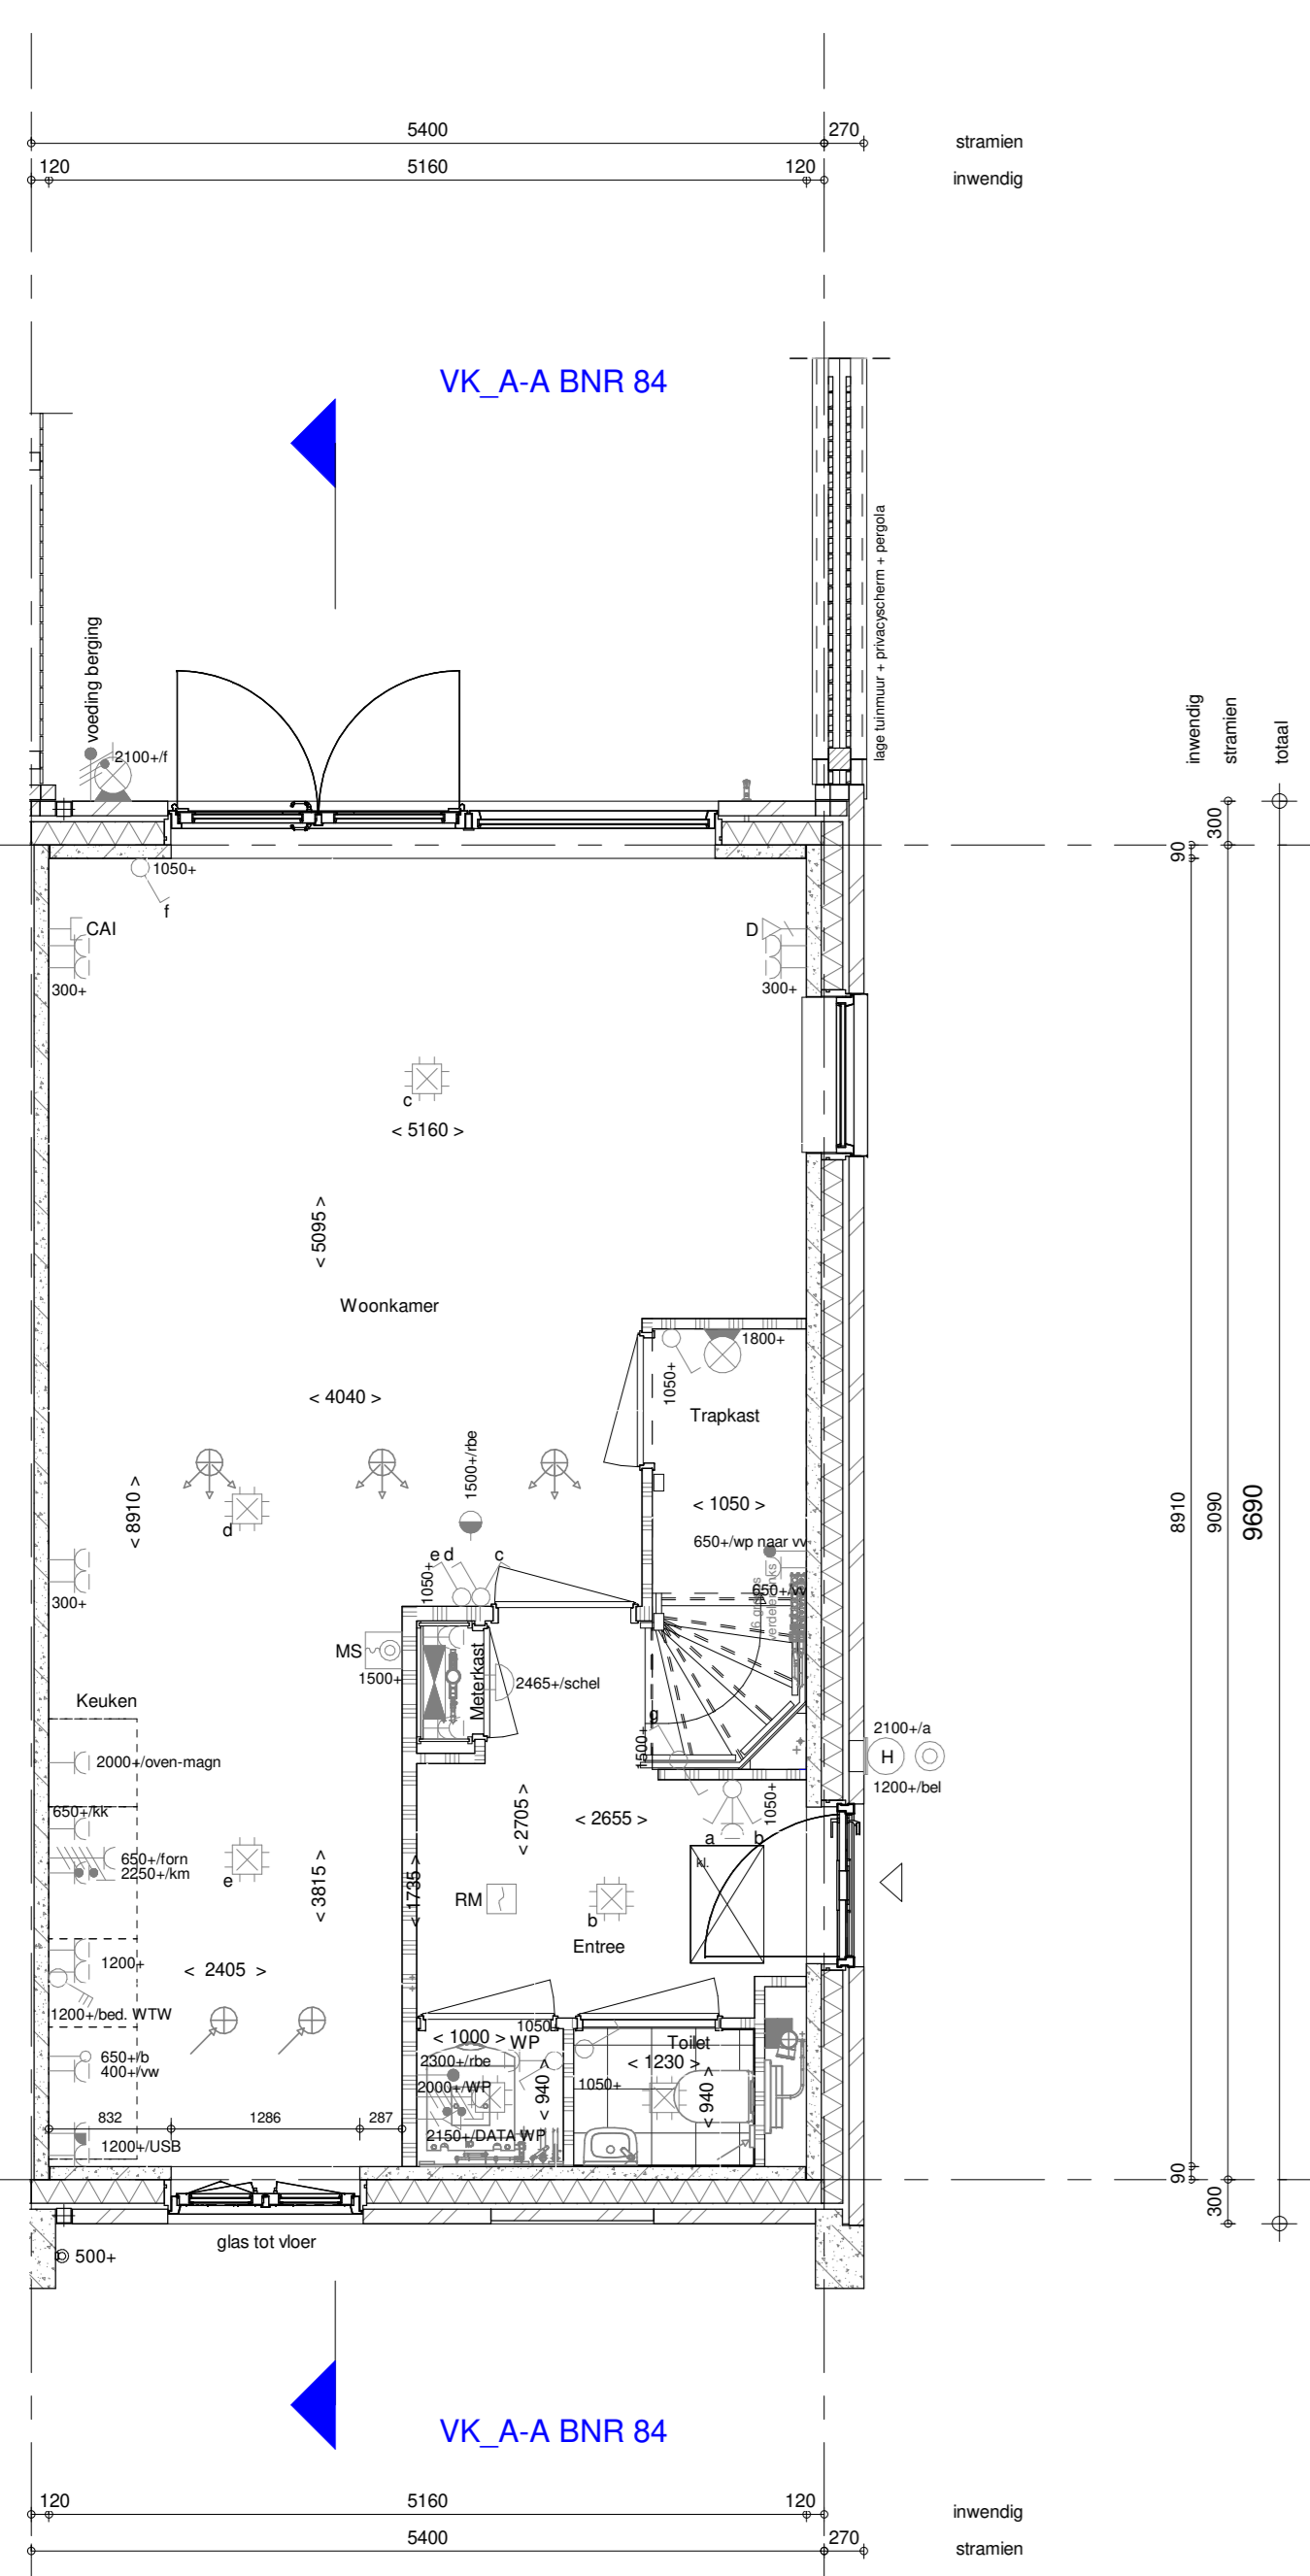 5400
270
stramien
120
5160
120
inwendig
VK_A-A BNR 84
lage tuinmuur + privacyscherm + pergola
voeding berging
2100+/f
inwendig
stramien
totaal
300
90
1050+
f
CAI
300+
D
300+
c
< 5160 >
< 5095 >
Woonkamer
1800+
1050+
Trapkast
< 4040 >
1500+/rbe
< 8910 >
d
< 1050 >
8910
9090
9690
650+/wp naar vv
650+/vv
300+
1050+
e d
c
MS
1500+
Meterkast
2465+/schel
Keuken
g
1500+
2000+/oven-magn
2100+/a
H
1200+/bel
650+/kk
650+/forn
2250+/km
e
< 3815 >
< 1735 >
< 2705 >
< 2655 >
1050+
a
b
kl.
RM
b
Entree
1200+
< 2405 >
1200+/bed. WTW
650+/b
400+/vw
1050
< 1000 >
WP
2300+/rbe
2000+/WP
< 940 >
2150+/DATA WP
Toilet
< 1230 >
1050+
< 940 >
832
1286
287
1200+/USB
90
300
glas tot vloer
500+
VK_A-A BNR 84
120
5160
120
inwendig
5400
270
stramien